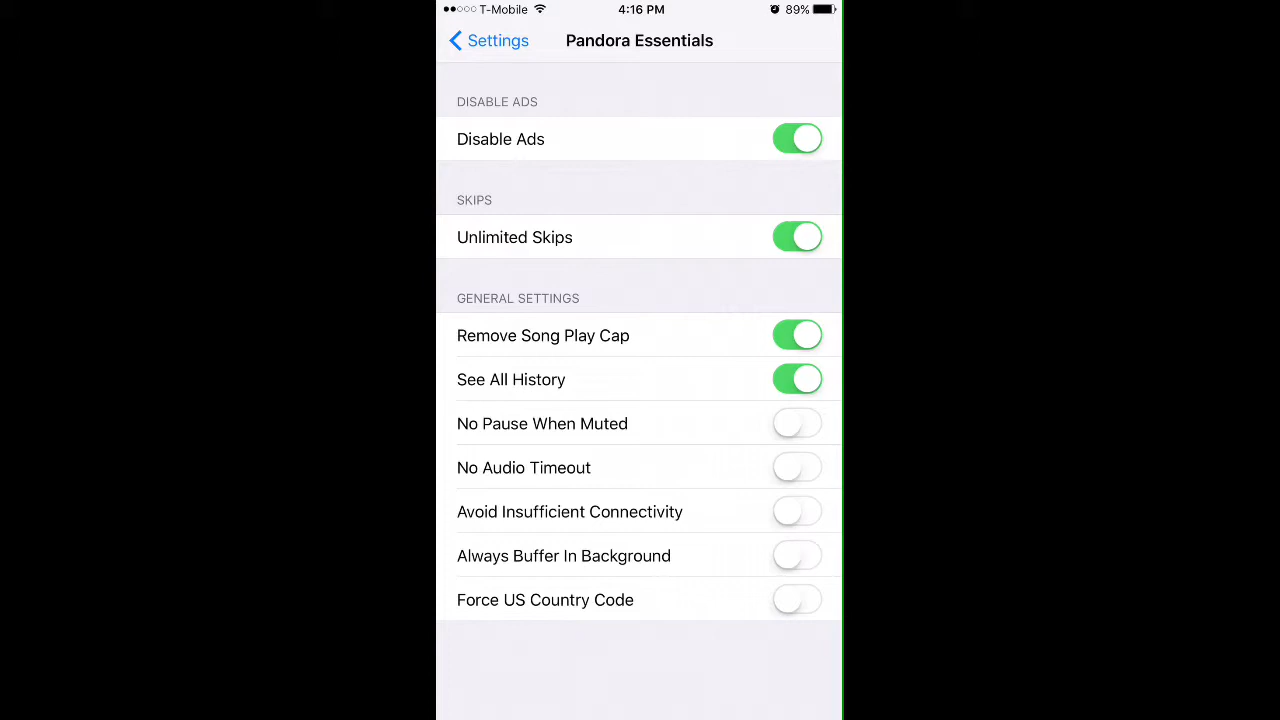 T-Mobile 4:16 PM 89%
Settings Pandora Essentials
DISABLE ADS
Disable Ads
SKIPS
Unlimited Skips
GENERAL SETTINGS
Remove Song Play Cap
See All History
No Pause When Muted
No Audio Timeout
Avoid Insufficient Connectivity
Always Buffer In Background
Force US Country Code